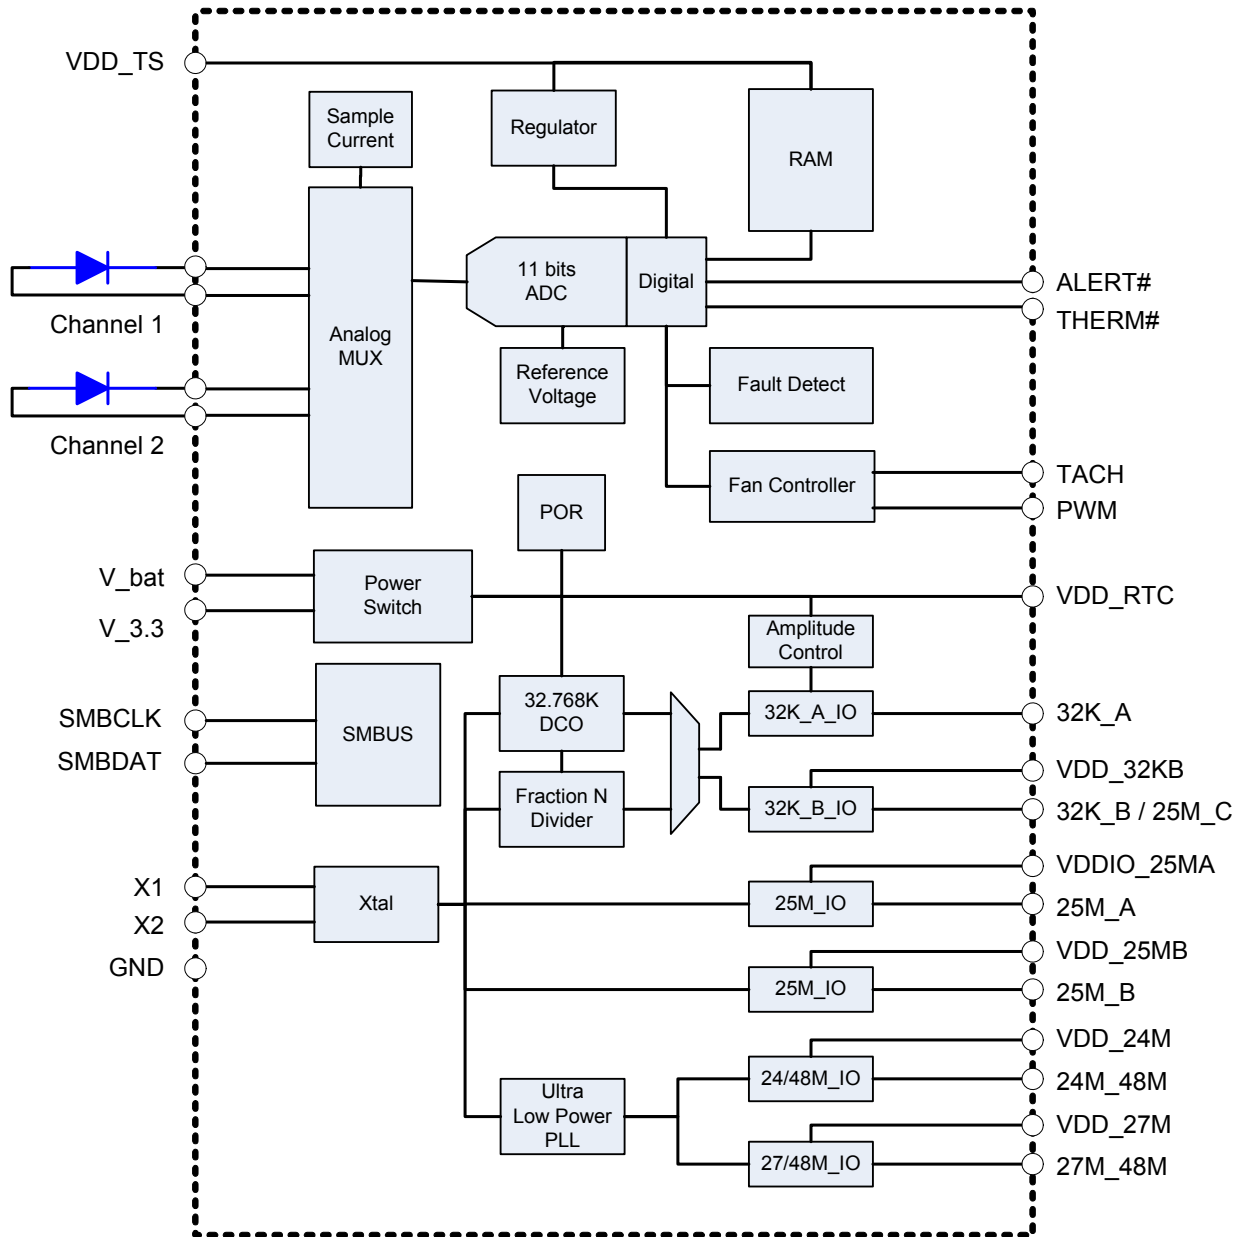 VDD_TS
Sample
Current
Regulator
RAM
11 bits
ADC
Digital
ALERT#
THERM#
Channel 1
Analog
MUX
Reference
Voltage
Fault Detect
Channel 2
Fan Controller
TACH
PWM
POR
V_bat
V_3.3
Power
Switch
VDD_RTC
Amplitude
Control
SMBCLK
SMBDAT
SMBUS
32.768K
DCO
32K_A_IO
32K_A
VDD_32KB
Fraction N
Divider
32K_B_IO
32K_B / 25M_C
X1
X2
Xtal
VDDIO_25MA
25M_IO
25M_A
GND
VDD_25MB
25M_IO
25M_B
VDD_24M
Ultra
Low Power
PLL
24/48M_IO
24M_48M
VDD_27M
27/48M_IO
27M_48M